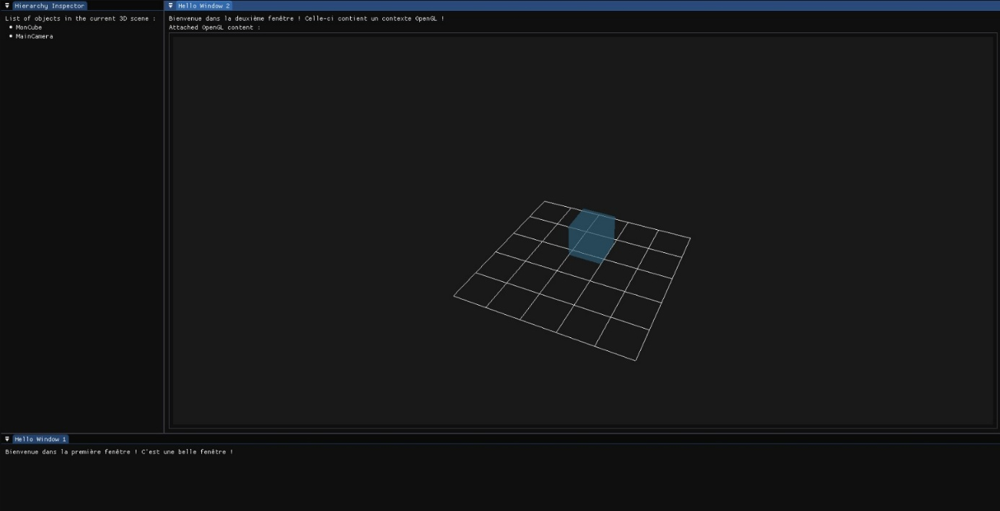 Hierarchy Inspector
List of objects in the current 3D scene :
MonCube
MainCamera
Hello Window 2
Bienvenue dans la deuxième fenêtre ! Celle-ci contient un contexte OpenGL !
Attached OpenGL content :
Hello Window 1
Bienvenue dans la première fenêtre ! C'est une belle fenêtre !